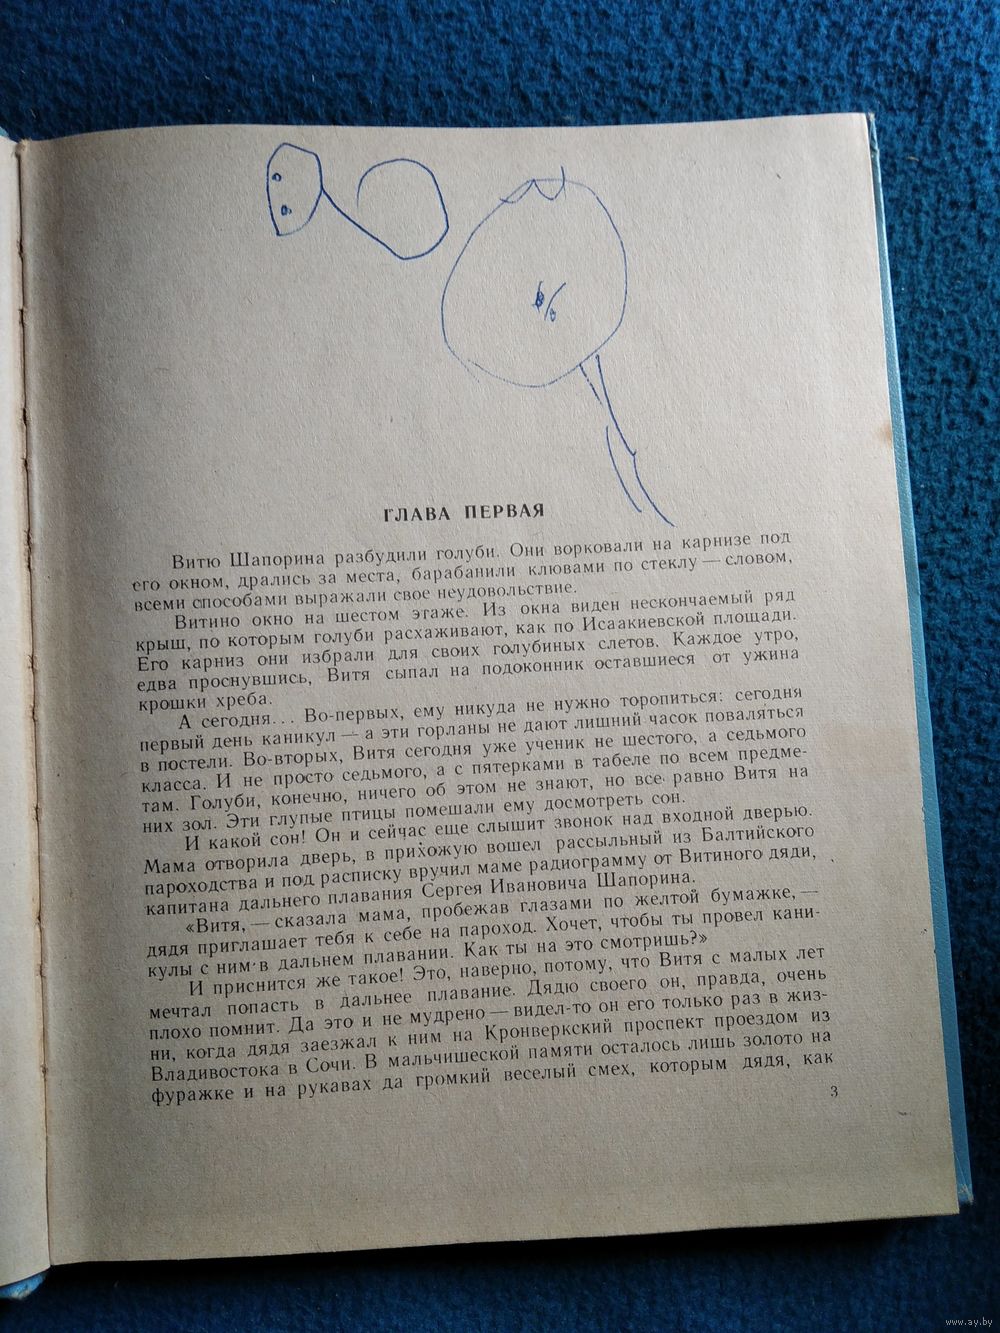 ГЛАВА ПЕРВАЯ
Витю Шапорина разбудили голуби. Они ворковали на карнизе под
его окном, дрались за места, барабанили клювами по стеклу — словом,
всеми способами выражали свое неудовольствие.
Витино окно на шестом этаже. Из окна виден нескончаемый ряд
крыш, по которым голуби расхаживают, как по Исаакиевской площади.
Его карниз они избрали для своих голубиных слетов. Каждое утро,
едва проснувшись, Витя сыпал на подоконник оставшиеся от ужина
крошки хреба.
А сегодня... Во-первых, ему никуда не нужно торопиться: сегодня
первый день каникул — а эти горланы не дают лишний часок поваляться
в постели. Во-вторых, Витя сегодня уже ученик не шестого, а седьмого
класса. И не просто седьмого, а с пятерками в табеле по всем предме-
там. Голуби, конечно, ничего об этом не знают, но все равно Витя на
них зол. Эти глупые птицы помешали ему досмотреть сон.
И какой сон! Он и сейчас еще слышит звонок над входной дверью.
Мама отворила дверь, в прихожую вошел рассыльный из Балтийского
пароходства и под расписку вручил маме радиограмму от Витиного дяди,
капитана дальнего плавания Сергея Ивановича Шапорина.
«Витя, — сказала мама, пробежав глазами по желтой бумажке, —
дядя приглашает тебя к себе на пароход. Хочет, чтобы ты провел кани-
кулы с ним в дальнем плавании. Как ты на это смотришь?»
И приснится же такое! Это, наверно, потому, что Витя с малых лет
мечтал попасть в дальнее плавание. Дядю своего он, правда, очень
плохо помнит. Да это и не мудрено — видел-то он его только раз в жиз-
ни, когда дядя заезжал к ним на Кронверкский проспект проездом из
Владивостока в Сочи. В мальчишеской памяти осталось лишь золото на
фуражке и на рукавах да громкий веселый смех, которым дядя, как
3
www.ay.by